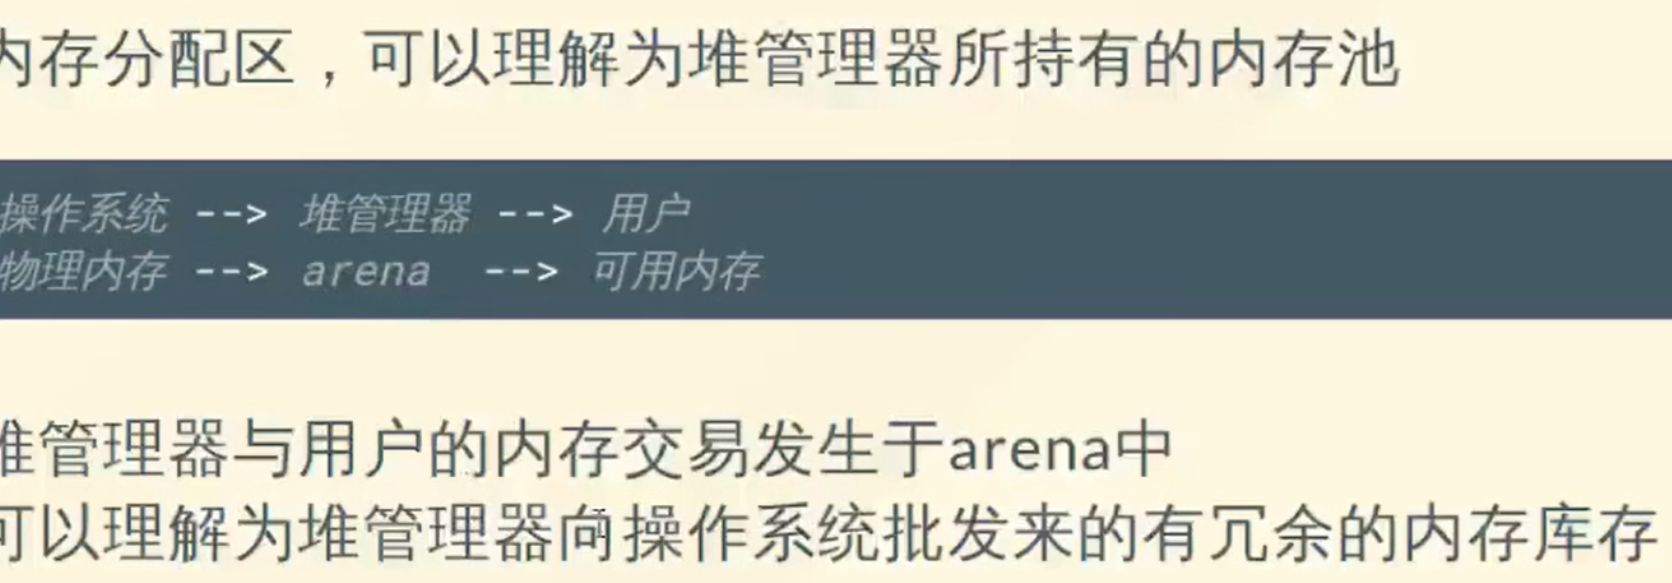 内存分配区，可以理解为堆管理器所持有的内存池
操作系统 --> 堆管理器 --> 用户
物理内存 --> arena --> 可用内存
堆管理器与用户的内存交易发生于arena中
可以理解为堆管理器向操作系统批发来的有冗余的内存库存